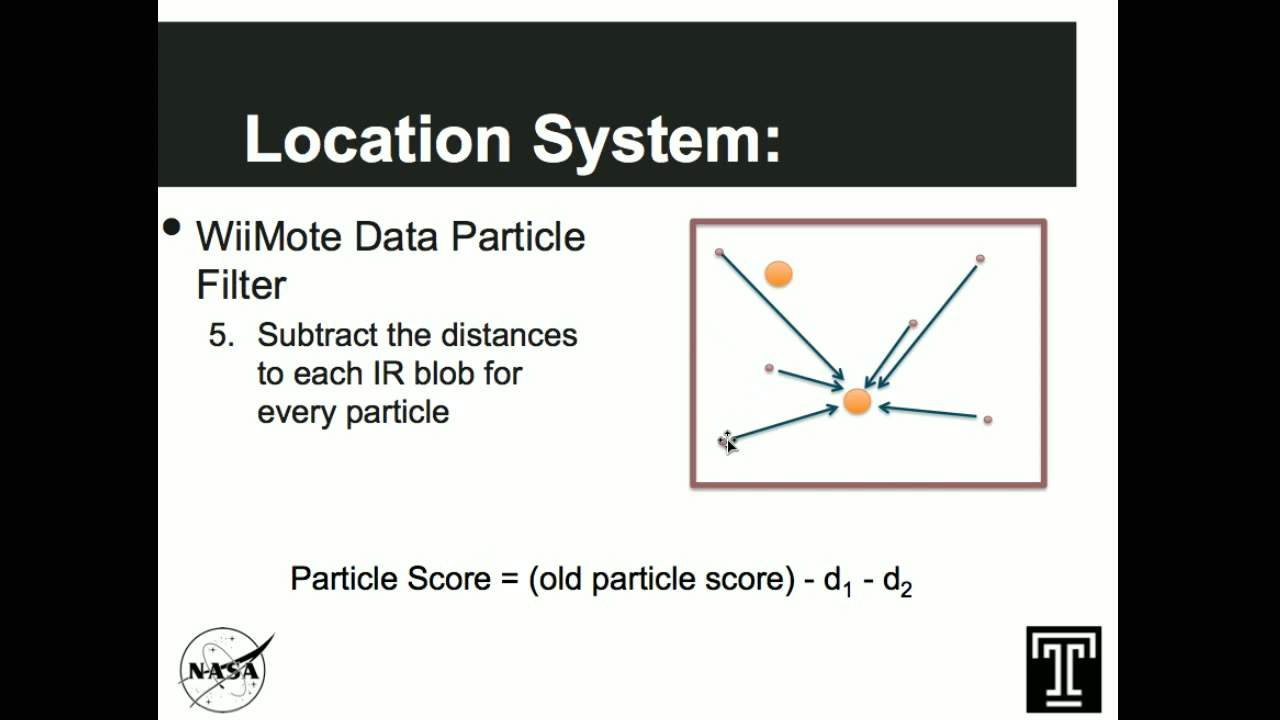 Location System:
• WiiMote Data Particle
Filter
5. Subtract the distances
to each IR blob for
every particle
Particle Score = (old particle score) - d₁ - d₂
NASA
T